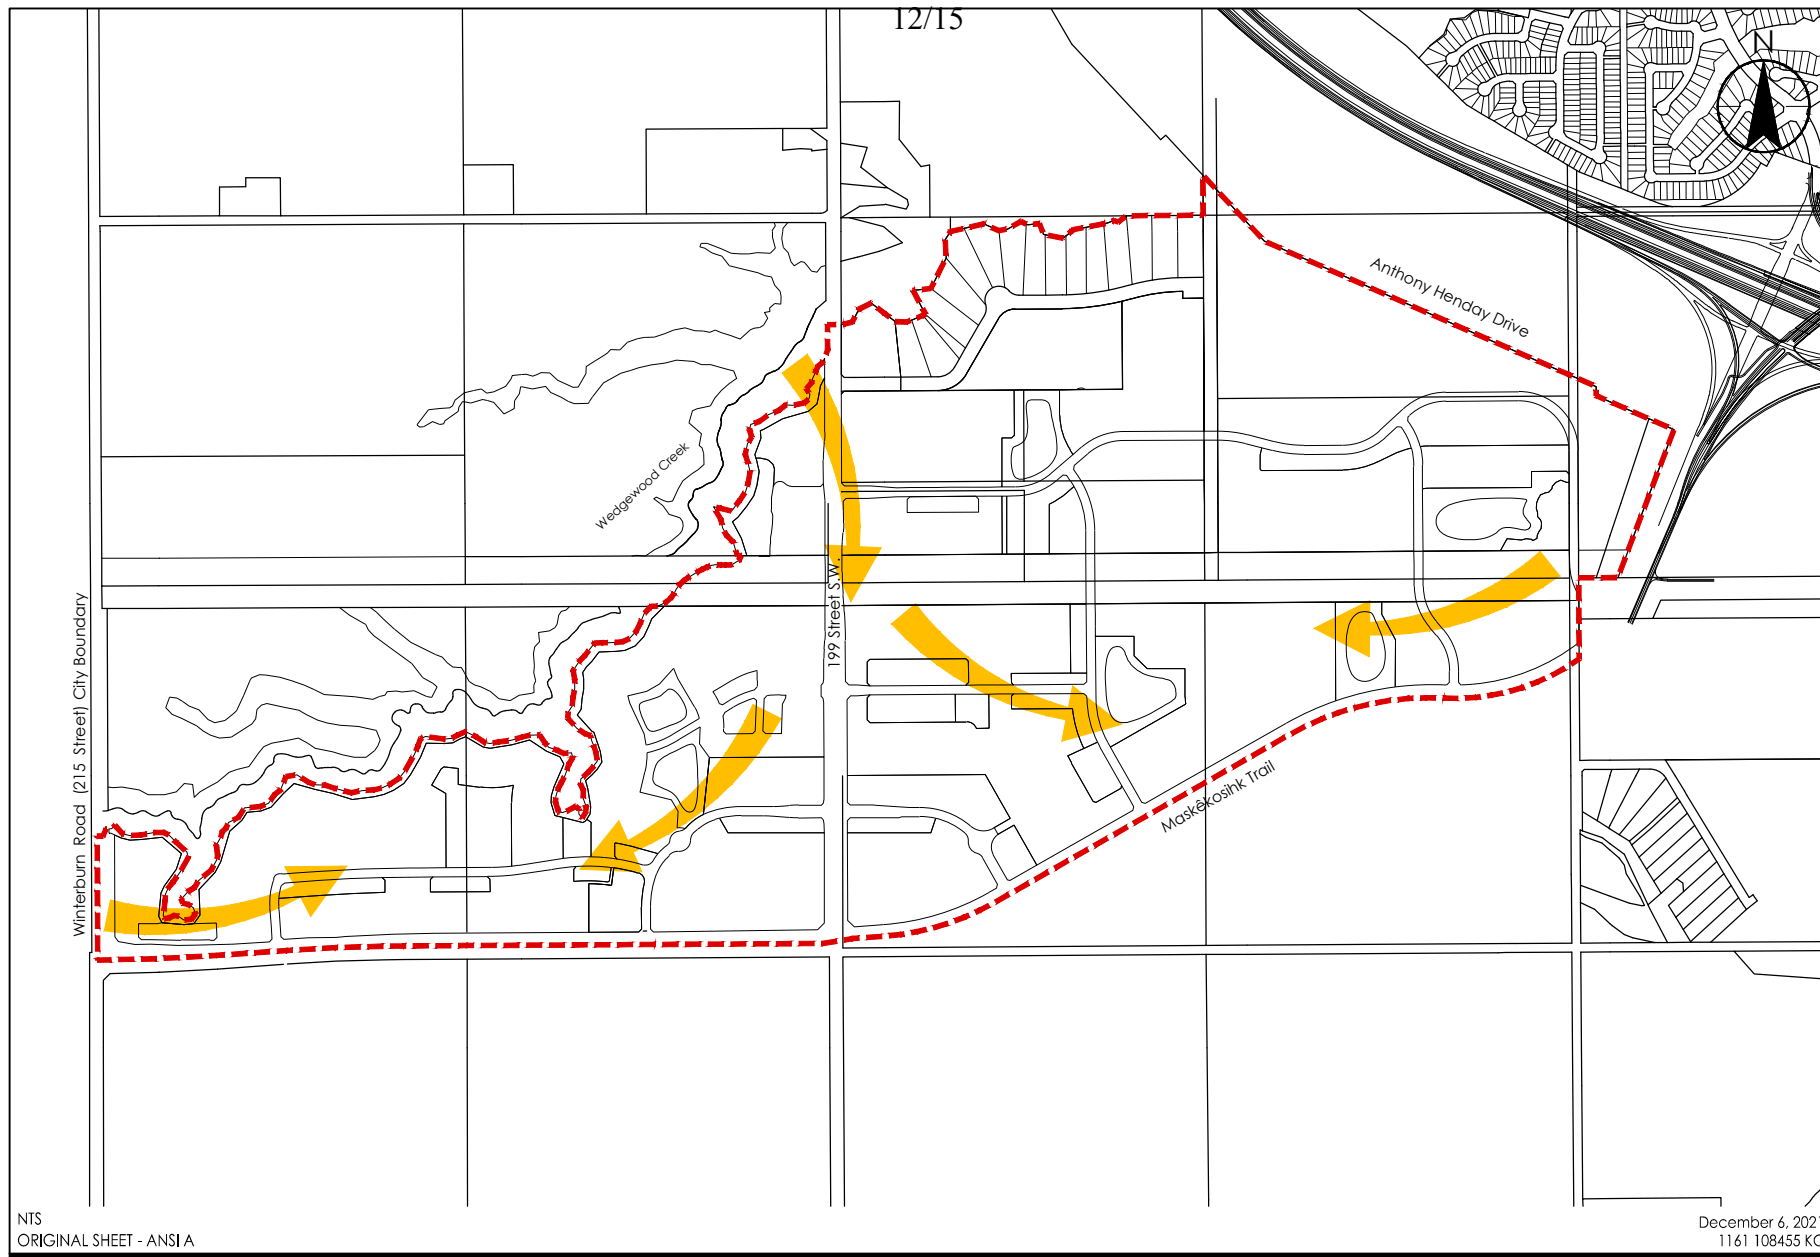 12/15
N
Anthony Henday Drive
Wedgewood Creek
199 Street S.W.
Winterburn Road (215 Street) City Boundary
Maskêkosihk Trail
NTS
ORIGINAL SHEET - ANSI A
December 6, 202
1161 108455